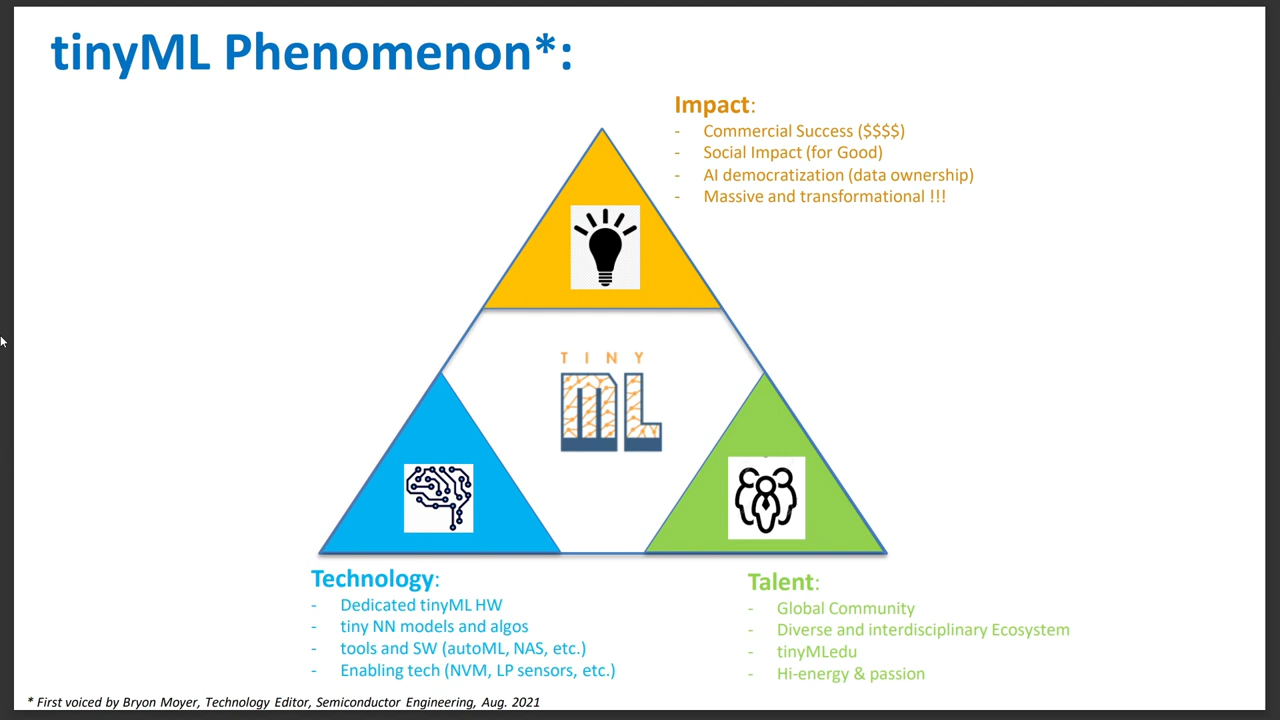 tinyML Phenomenon*:
Impact:
- Commercial Success ($$$$)
- Social Impact (for Good)
- AI democratization (data ownership)
- Massive and transformational !!!
TINY
ML
Technology:
- Dedicated tinyML HW
- tiny NN models and algos
- tools and SW (autoML, NAS, etc.)
- Enabling tech (NVM, LP sensors, etc.)
Talent:
- Global Community
- Diverse and interdisciplinary Ecosystem
- tinyMLedu
- Hi-energy & passion
* First voiced by Bryon Moyer, Technology Editor, Semiconductor Engineering, Aug. 2021